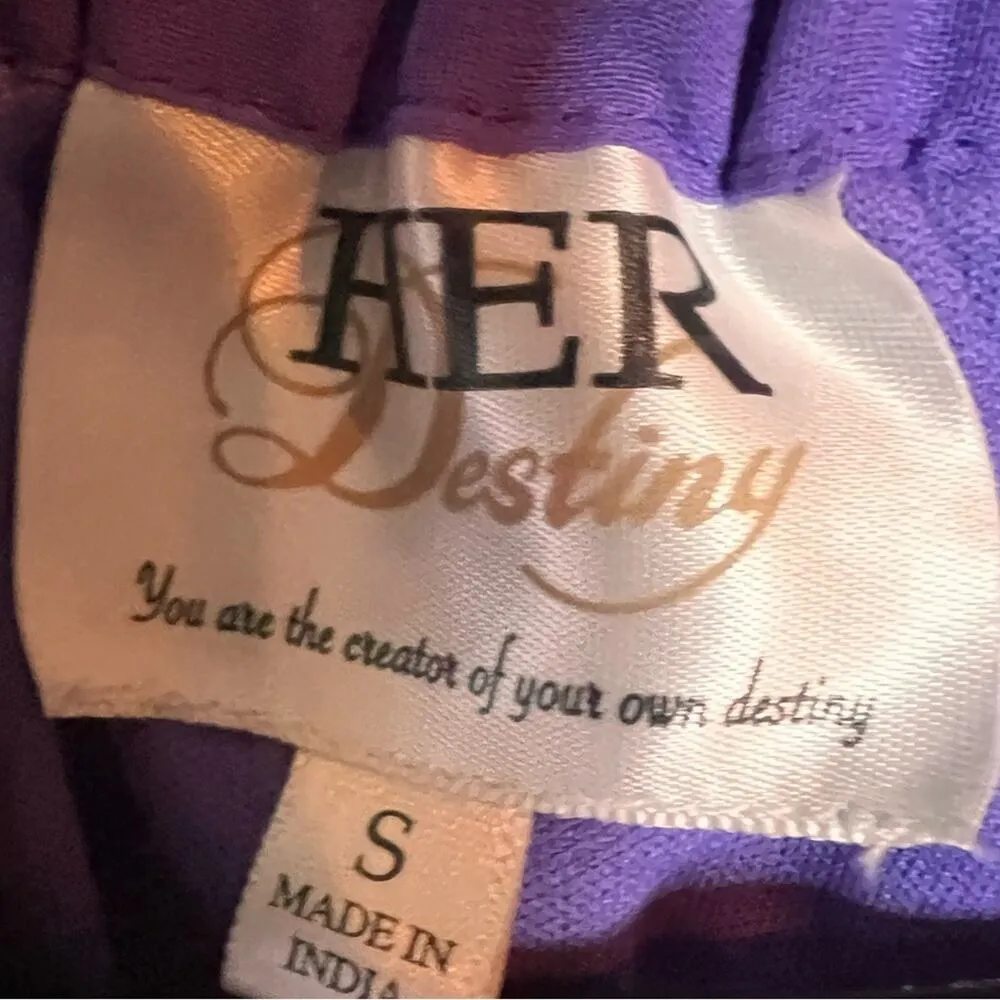 HER
Destiny
You are the creator of your own destiny
S
MADE IN
INDIA